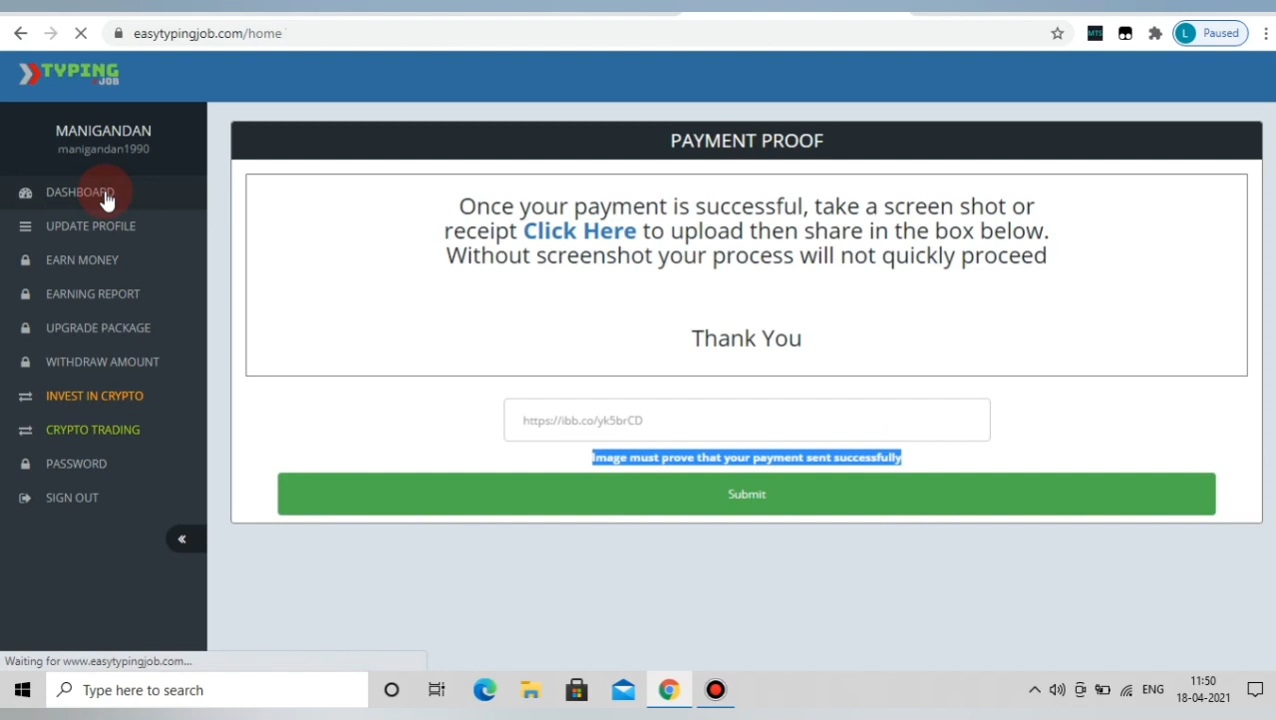 easytypingjob.com/home
MTS
L
Paused
TYPING
JOB
MANIGANDAN
maniigandan1990
DASHBOARD
UPDATE PROFILE
EARN MONEY
EARNING REPORT
UPGRADE PACKAGE
WITHDRAW AMOUNT
INVEST IN CRYPTO
CRYPTO TRADING
PASSWORD
SIGN OUT
PAYMENT PROOF
Once your payment is successful, take a screen shot or
receipt Click Here to upload then share in the box below.
Without screenshot your process will not quickly proceed
Thank You
https://ibb.co/yk5brCD
Image must prove that your payment sent successfully
Submit
Waiting for www.easytypingjob.com...
Type here to search
ENG
11:50
18-04-2021